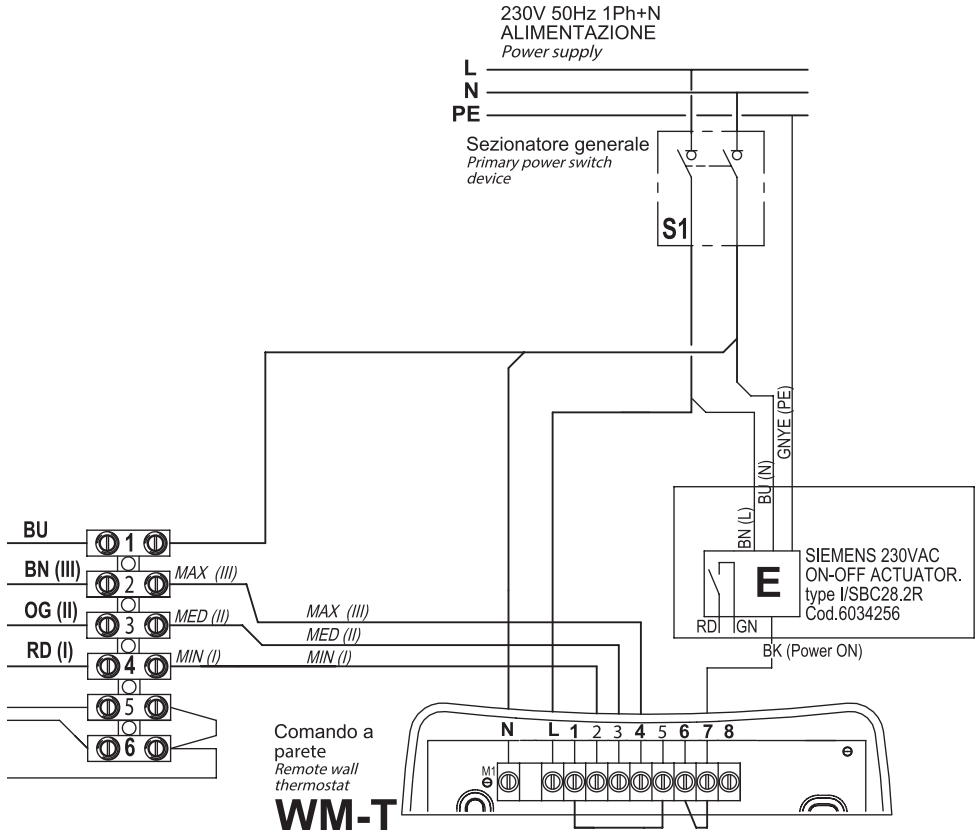 230V 50Hz 1Ph+N
ALIMENTAZIONE
Power supply
L
N
PE
Sezionatore generale
Primary power switch
device
S1
GNYE (PE)
BU (N)
BN (L)
BU
1
BN (III)
2
MAX (III)
OG (II)
3
MED (II)
RD (I)
4
MIN (I)
5
6
MAX (III)
MED (II)
MIN (I)
E
RD
GN
SIEMENS 230VAC
ON-OFF ACTUATOR.
type I/SBC28.2R
Cod.6034256
BK (Power ON)
Comando a
parete
Remote wall
thermostat
WM-T
N L 1 2 3 4 5 6 7 8
M1